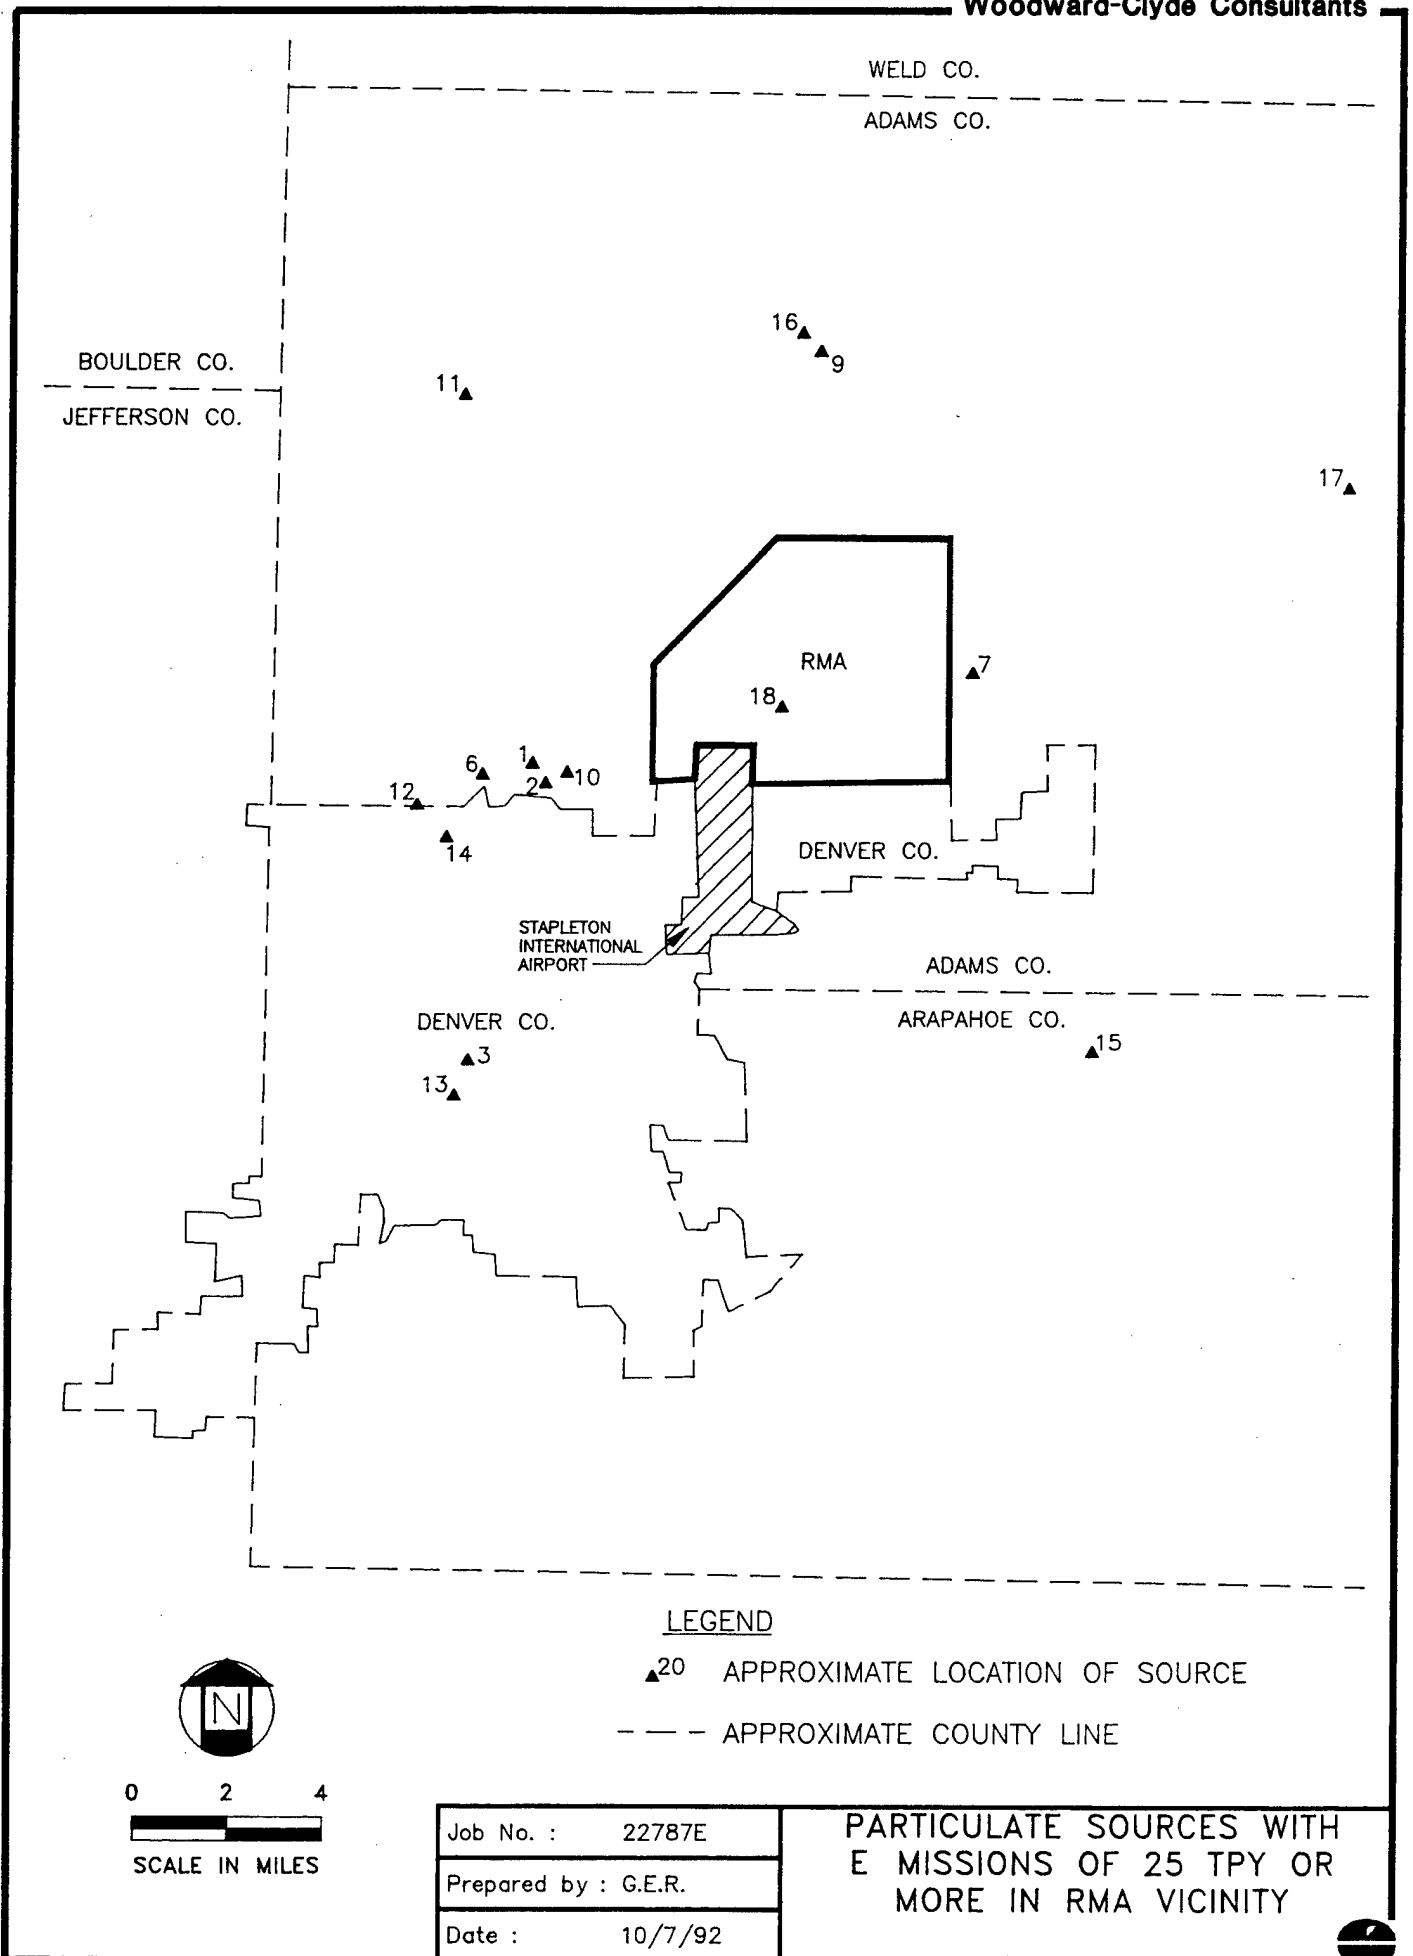 Woodward-Clyde Consultants
WELD CO.
ADAMS CO.
16
9
BOULDER CO.
11
JEFFERSON CO.
17
RMA
7
18
1
6
10
2
12
14
DENVER CO.
STAPLETON
INTERNATIONAL
AIRPORT
ADAMS CO.
DENVER CO.
ARAPAHOE CO.
15
3
13
LEGEND
20 APPROXIMATE LOCATION OF SOURCE
APPROXIMATE COUNTY LINE
N
0 2 4
SCALE IN MILES
Job No. : 22787E
Prepared by : G.E.R.
Date : 10/7/92
PARTICULATE SOURCES WITH
E MISSIONS OF 25 TPY OR
MORE IN RMA VICINITY